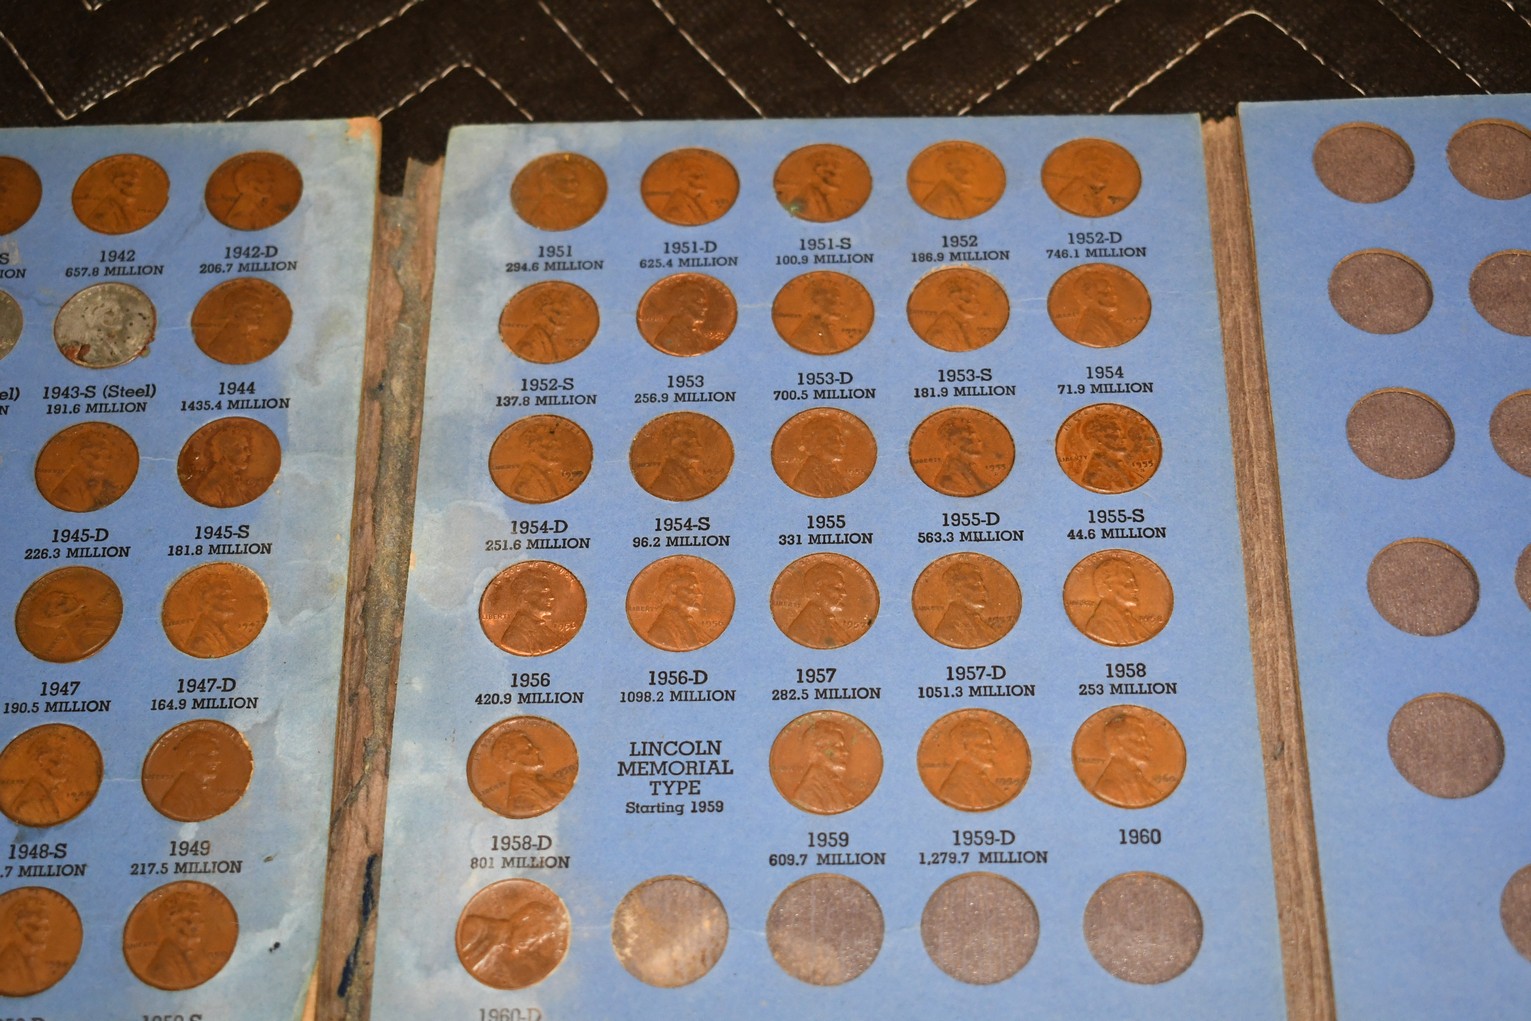 1942
657.8 MILLION
1942-D
206.7 MILLION
1943-S (Steel)
191.6 MILLION
1944
1435.4 MILLION
1945-D
226.3 MILLION
1945-S
181.8 MILLION
1947
190.5 MILLION
1947-D
164.9 MILLION
1948-S
.7 MILLION
1949
217.5 MILLION
1951
294.6 MILLION
1951-D
625.4 MILLION
1951-S
100.9 MILLION
1952
186.9 MILLION
1952-D
746.1 MILLION
1952-S
137.8 MILLION
1953
256.9 MILLION
1953-D
700.5 MILLION
1953-S
181.9 MILLION
1954
71.9 MILLION
1954-D
251.6 MILLION
1954-S
96.2 MILLION
1955
331 MILLION
1955-D
563.3 MILLION
1955-S
44.6 MILLION
1956
420.9 MILLION
1956-D
1098.2 MILLION
1957
282.5 MILLION
1957-D
1051.3 MILLION
1958
253 MILLION
1958-D
801 MILLION
LINCOLN
MEMORIAL
TYPE
Starting 1959
1959
609.7 MILLION
1959-D
1,279.7 MILLION
1960
1960-D